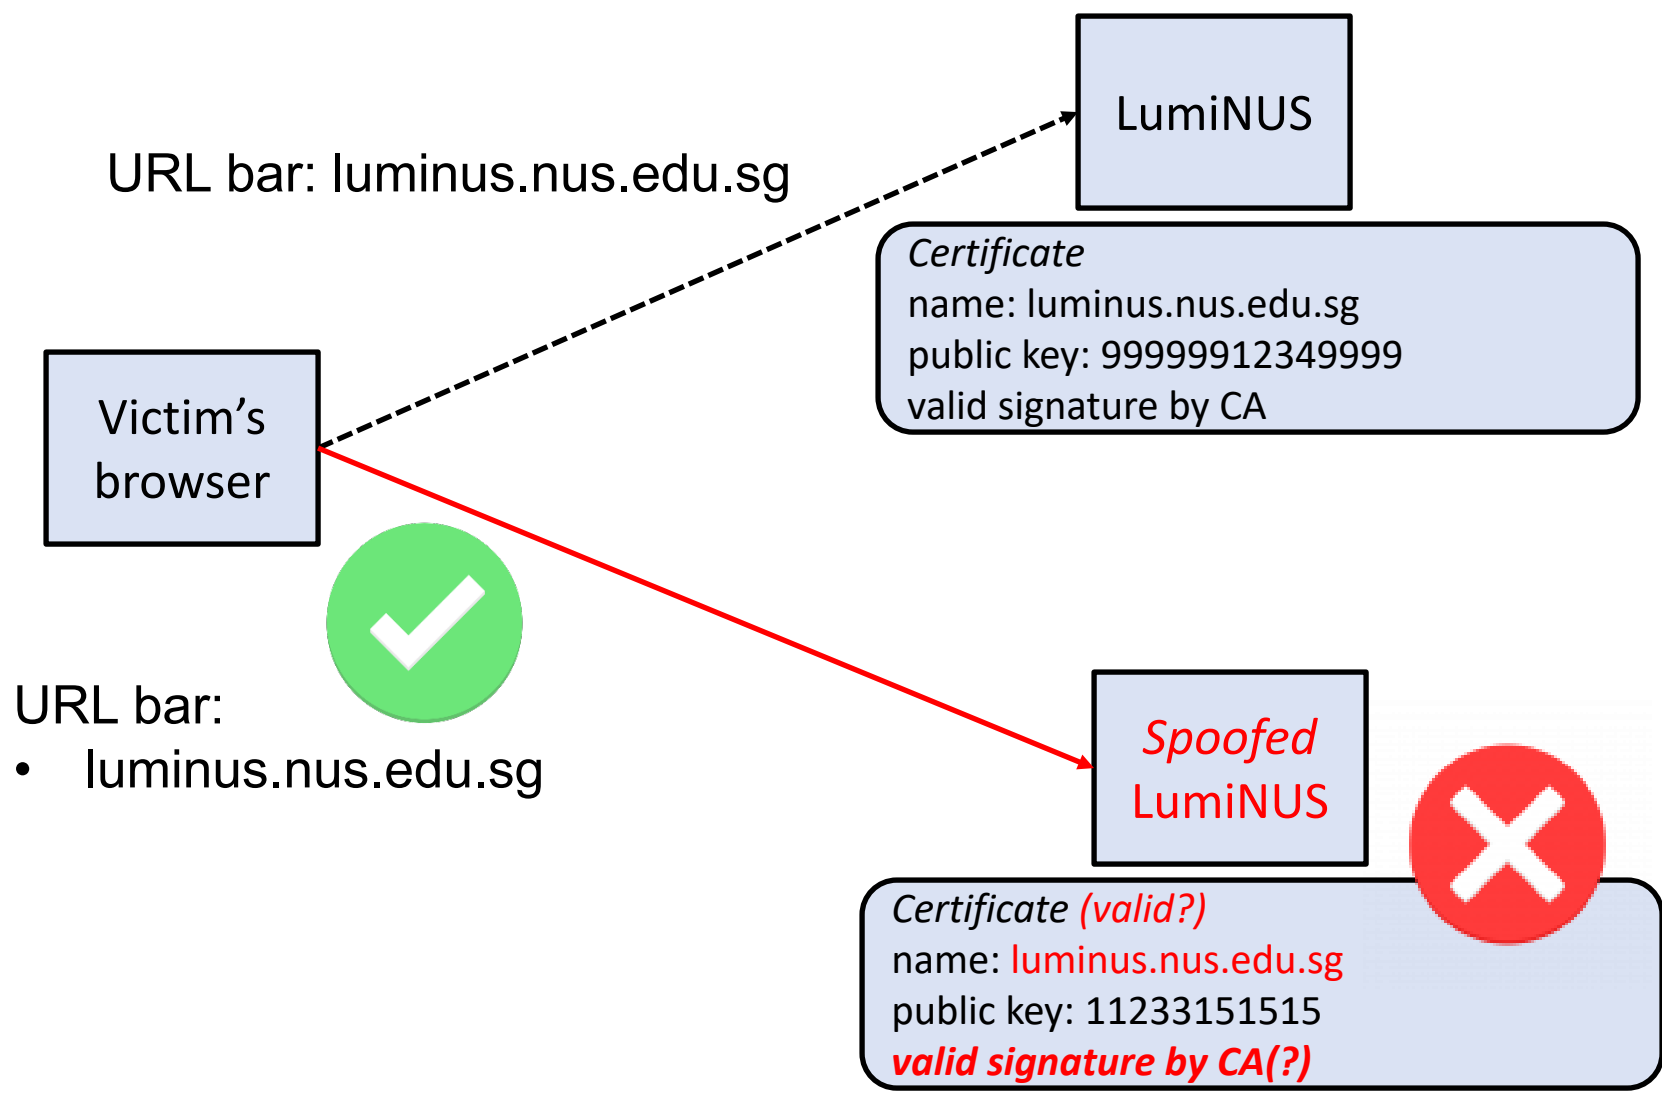 LumiNUS
URL bar: luminus.nus.edu.sg
Certificate
name: luminus.nus.edu.sg
public key: 99999912349999
valid signature by CA
Victim’s
browser
URL bar:
• luminus.nus.edu.sg
Spoofed
LumiNUS
Certificate (valid?)
name: luminus.nus.edu.sg
public key: 11233151515
valid signature by CA(?)